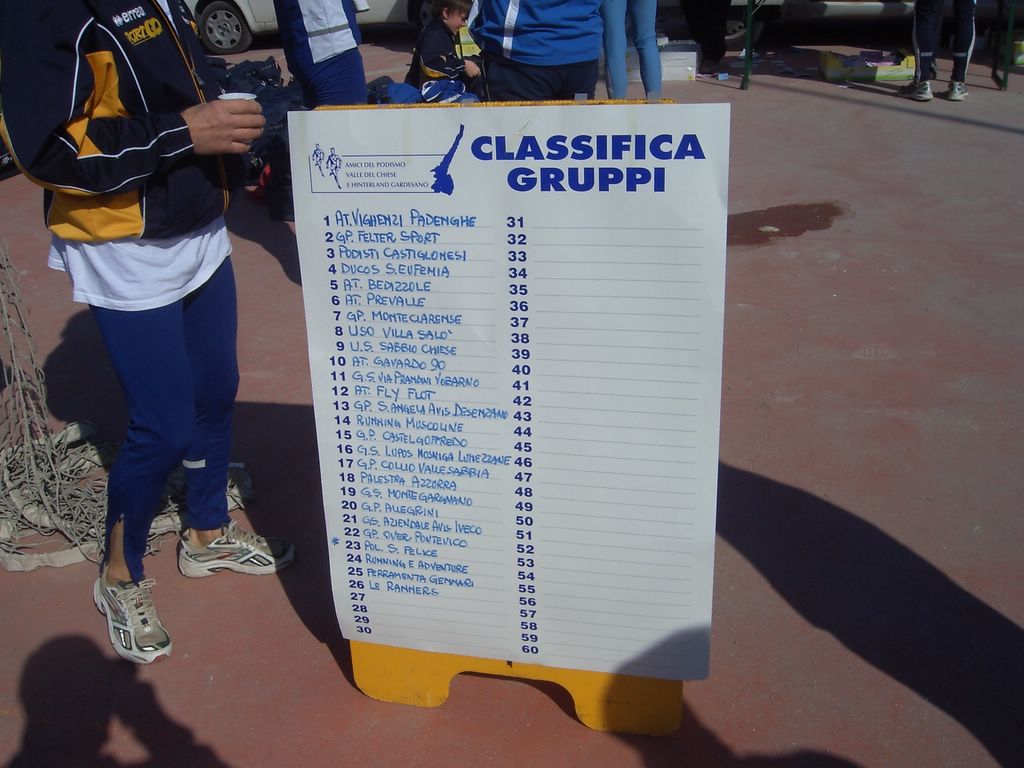 errea
SPORT
AMICI DEL PODISMO
VALLE DEL CHIESE
E HINTERLAND GARDESANO
CLASSIFICA
GRUPPI
1 AT. VIGHENZI PADENGHE
2 GP. FELTER SPORT
3 PODISTI CASTIGLIONESI
4 DUCOS S.EUFEMIA
5 AT. BEDIZZOLE
6 AT. PREVALLE
7 GP. MONTECLARENSE
8 USO VILLA SALO'
9 U.S. SABBIO CHIESE
10 AT. GAVARDO 90
11 G.S. VIA PRANDINI VOBARNO
12 AT. FLY FLOT
13 GP. S. ANGELA AVIS DESENZANO
14 RUNNING MUSCOLINE
15 G.P. CASTELGOFFREDO
16 G.S. LUPOS MOSNIGA LUMEZZANE
17 G.P. COLLIO VALLESABBIA
18 PALESTRA AZZURRA
19 G.S. MONTEGARGNANO
20 G.P. ALLEGRINI
21 GS. AZIENDALE AVIS IVECO
22 GP. OVER PONTEVICO
* 23 POL. S. FELICE
24 RUNNING E ADVENTURE
25 FERRAMENTA GENNARI
26 LE RANNERS
27
28
29
30
31
32
33
34
35
36
37
38
39
40
41
42
43
44
45
46
47
48
49
50
51
52
53
54
55
56
57
58
59
60